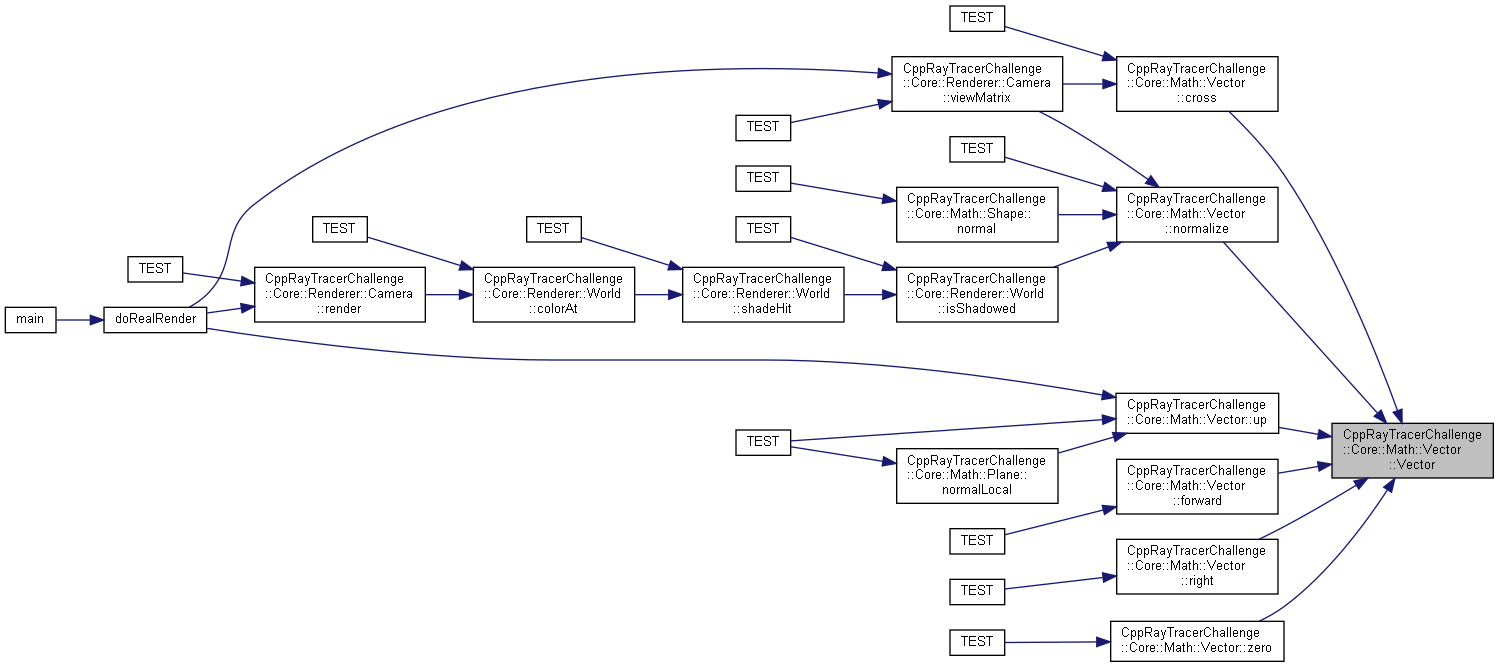 TEST
CppRayTracerChallenge
::Core::Renderer::Camera
::viewMatrix
CppRayTracerChallenge
::Core::Math::Vector
::cross
TEST
TEST
TEST
CppRayTracerChallenge
::Core::Math::Shape::
normal
CppRayTracerChallenge
::Core::Math::Vector
::normalize
TEST
TEST
TEST
TEST
CppRayTracerChallenge
::Core::Renderer::Camera
::render
CppRayTracerChallenge
::Core::Renderer::World
::colorAt
CppRayTracerChallenge
::Core::Renderer::World
::shadeHit
CppRayTracerChallenge
::Core::Renderer::World
::isShadowed
main
doRealRender
CppRayTracerChallenge
::Core::Math::Vector::up
TEST
CppRayTracerChallenge
::Core::Math::Plane::
normalLocal
CppRayTracerChallenge
::Core::Math::Vector
::Vector
CppRayTracerChallenge
::Core::Math::Vector
::forward
TEST
CppRayTracerChallenge
::Core::Math::Vector
::right
TEST
CppRayTracerChallenge
::Core::Math::Vector::zero
TEST